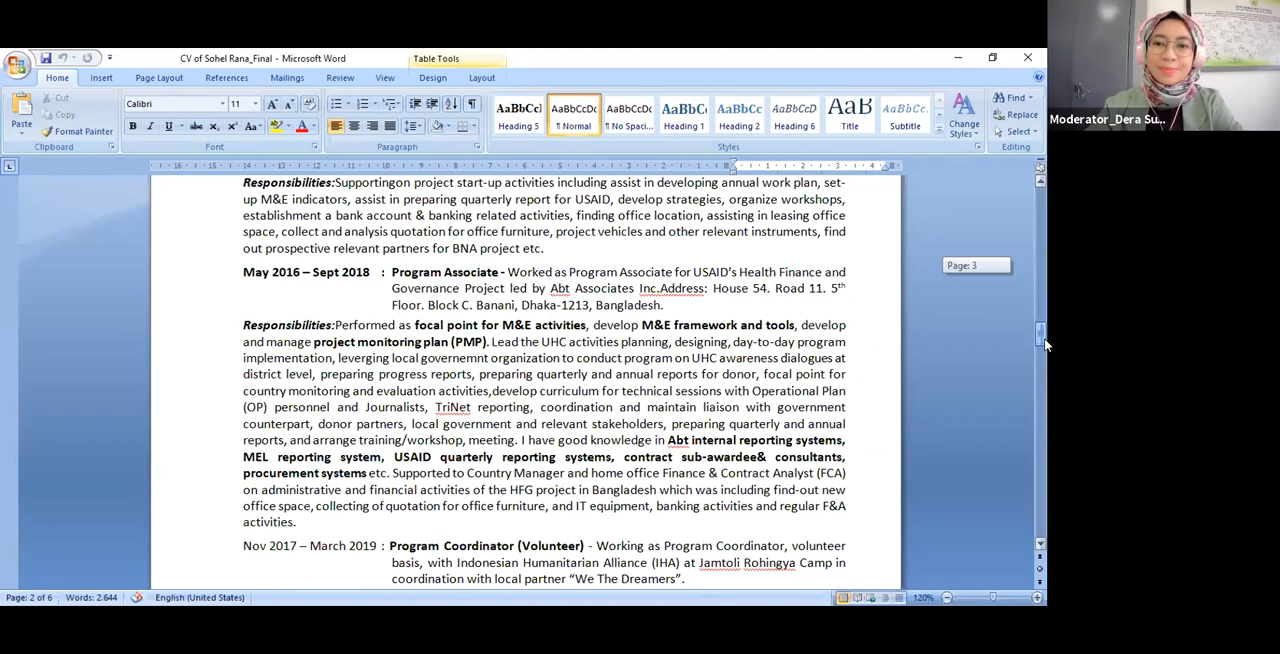 CV of Sohel Rana_Final - Microsoft Word
Table Tools
Home Insert Page Layout References Mailings Review View Design Layout
Paste
Cut
Copy
Format Painter
Clipboard
Calibri 11
Font
Paragraph
AaBbCcI AaBbCcDc AaBbCcDc AaBbCc AaBbCc AaBbCcD AaB AaBbCc.
Heading 5 ¶ Normal ¶ No Spaci... Heading 1 Heading 2 Heading 6 Title Subtitle
Change Styles
Styles
Find
Replace
Select
Editing
Moderator_Dera Su...
Responsibilities:Supportingon project start-up activities including assist in developing annual work plan, set-
up M&E indicators, assist in preparing quarterly report for USAID, develop strategies, organize workshops,
establishment a bank account & banking related activities, finding office location, assisting in leasing office
space, collect and analysis quotation for office furniture, project vehicles and other relevant instruments, find
out prospective relevant partners for BNA project etc.
May 2016 – Sept 2018 : Program Associate - Worked as Program Associate for USAID's Health Finance and
Governance Project led by Abt Associates Inc.Address: House 54. Road 11. 5th
Floor. Block C. Banani, Dhaka-1213, Bangladesh.
Responsibilities:Performed as focal point for M&E activities, develop M&E framework and tools, develop
and manage project monitoring plan (PMP). Lead the UHC activities planning, designing, day-to-day program
implementation, leverging local governemnt organization to conduct program on UHC awareness dialogues at
district level, preparing progress reports, preparing quarterly and annual reports for donor, focal point for
country monitoring and evaluation activities,develop curriculum for technical sessions with Operational Plan
(OP) personnel and Journalists, TriNet reporting, coordination and maintain liaison with government
counterpart, donor partners, local government and relevant stakeholders, preparing quarterly and annual
reports, and arrange training/workshop, meeting. I have good knowledge in Abt internal reporting systems,
MEL reporting system, USAID quarterly reporting systems, contract sub-awardee& consultants,
procurement systems etc. Supported to Country Manager and home office Finance & Contract Analyst (FCA)
on administrative and financial activities of the HFG project in Bangladesh which was including find-out new
office space, collecting of quotation for office furniture, and IT equipment, banking activities and regular F&A
activities.
Nov 2017 – March 2019 : Program Coordinator (Volunteer) - Working as Program Coordinator, volunteer
basis, with Indonesian Humanitarian Alliance (IHA) at Jamtoli Rohingya Camp in
coordination with local partner “We The Dreamers”.
Page: 3
Page: 2 of 6 Words: 2.644 English (United States) 120%